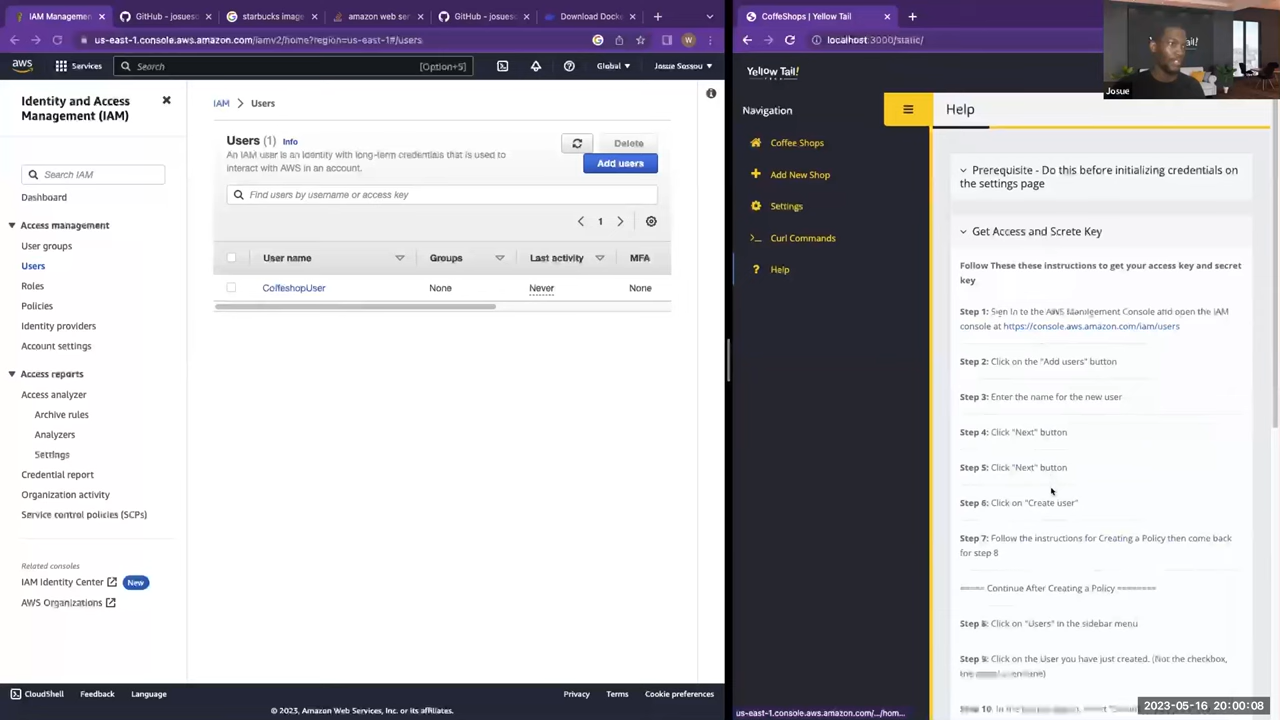 IAM Management
GitHub - josueso
starbucks image
amazon web ser
GitHub - josueso
Download Docke
CoffeShops | Yellow Tail
us-east-1.console.aws.amazon.com/iamv2/home?region=us-east-1#/users
W
localhost:3000/static/
aws
Services
Search
[Option+S]
Global
Josue Sassou
Yellow Tail!
Tail!
Josue
Identity and Access
Management (IAM)
Search IAM
Dashboard
Access management
User groups
Users
Roles
Policies
Identity providers
Account settings
Access reports
Access analyzer
Archive rules
Analyzers
Settings
Credential report
Organization activity
Service control policies (SCPs)
Related consoles
IAM Identity Center
New
AWS Organizations
IAM
Users
Users (1)
Info
Delete
An IAM user is an identity with long-term credentials that is used to
interact with AWS in an account.
Add users
Find users by username or access key
1
User name
Groups
Last activity
MFA
CoffeshopUser
None
Never
None
CloudShell
Feedback
Language
Privacy
Terms
Cookie preferences
© 2023, Amazon Web Services, Inc. or its affiliates.
Navigation
Coffee Shops
Add New Shop
Settings
Curl Commands
Help
Help
Prerequisite - Do this before initializing credentials on
the settings page
Get Access and Screte Key
Follow These these instructions to get your access key and secret
key
Step 1: Sign In to the AWS Management Console and open the IAM
console at https://console.aws.amazon.com/iam/users
Step 2: Click on the "Add users" button
Step 3: Enter the name for the new user
Step 4: Click "Next" button
Step 5: Click "Next" button
Step 6: Click on "Create user"
Step 7: Follow the instructions for Creating a Policy then come back
for step 8
Continue After Creating a Policy
Step 8: Click on "Users" in the sidebar menu
Step 9: Click on the User you have just created. (Not the checkbox,
Step 10.
us-east-1.console.aws.amazon.com/.../hom...
2023-05-16 20:00:08